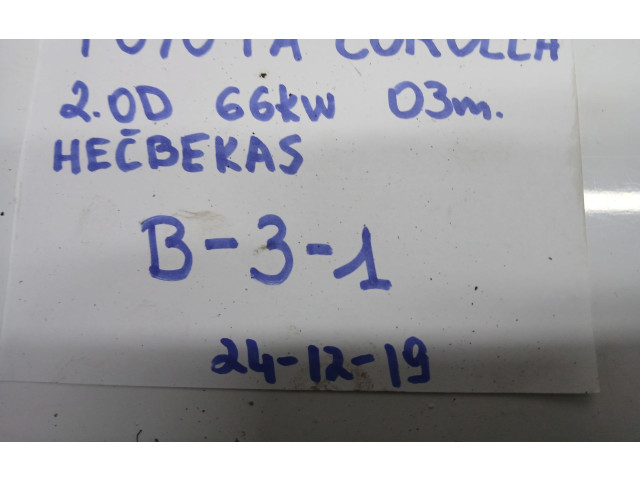 TOYOTA COROLLA
2.0D 66kW 03m.
HEČBEKAS
B-3-1
24-12-19